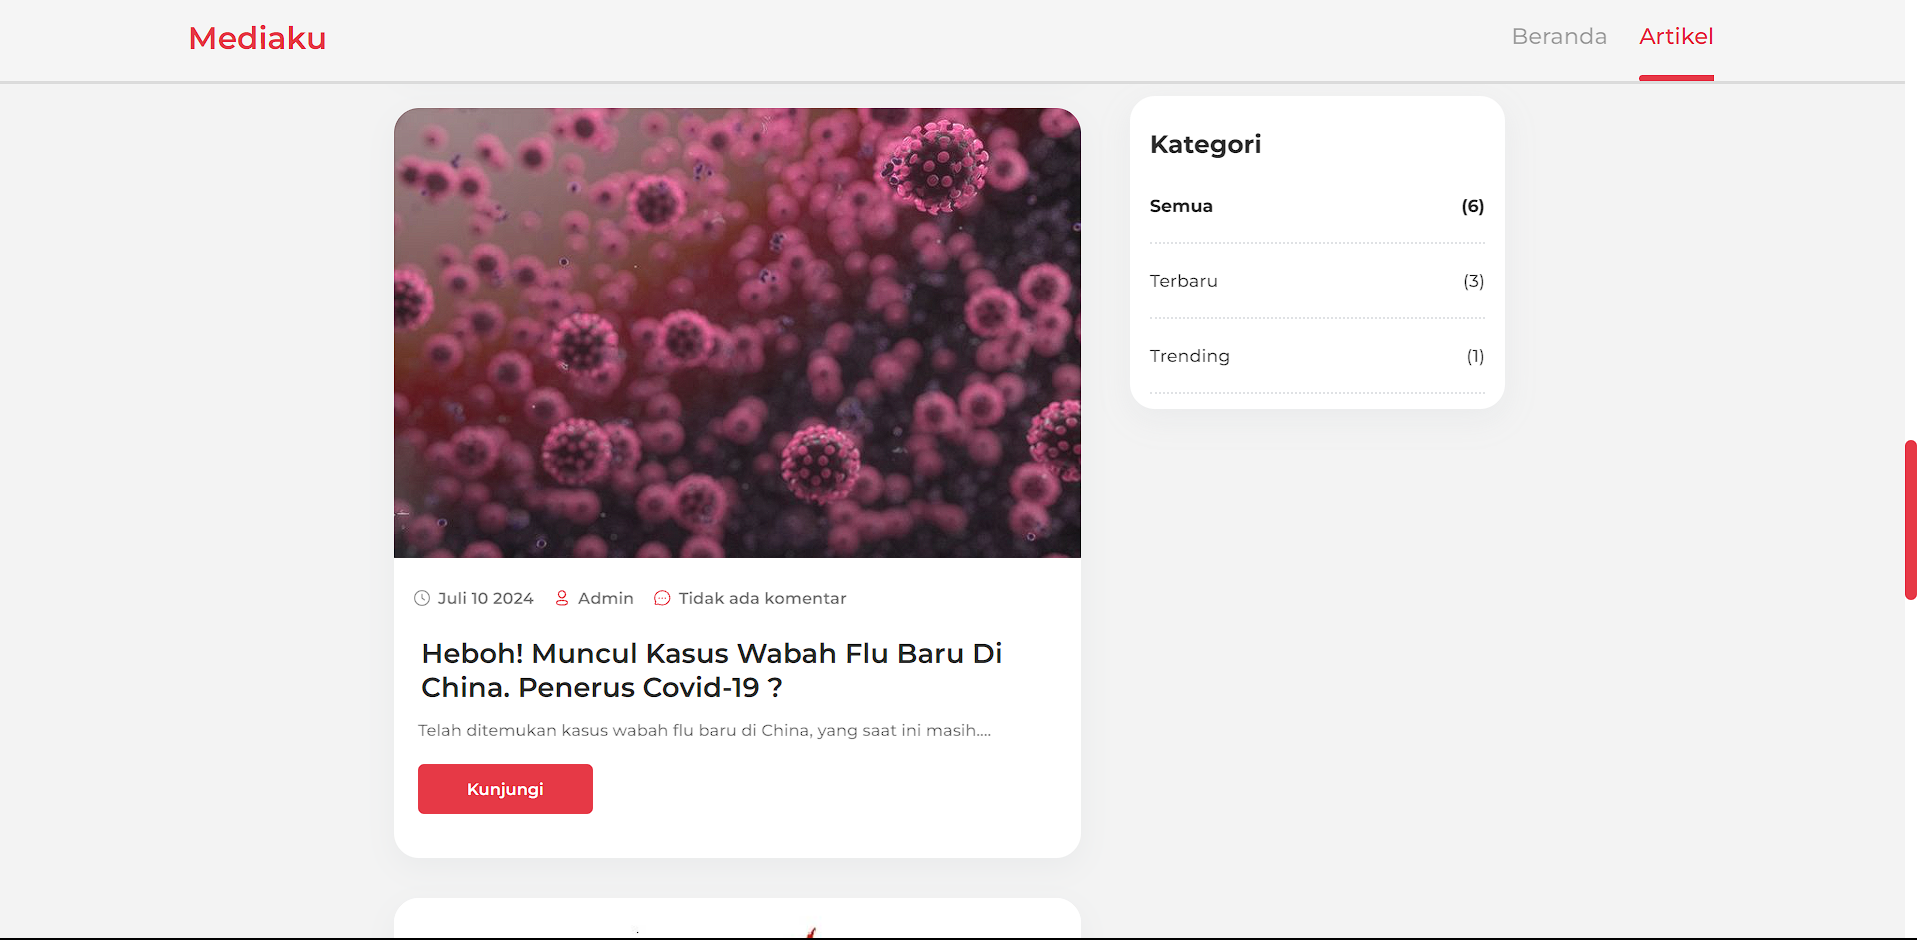 Mediaku
Beranda
Artikel
Juli 10 2024
Admin
Tidak ada komentar
Heboh! Muncul Kasus Wabah Flu Baru Di
China. Penerus Covid-19 ?
Telah ditemukan kasus wabah flu baru di China, yang saat ini masih....
Kunjungi
Kategori
Semua (6)
Terbaru (3)
Trending (1)